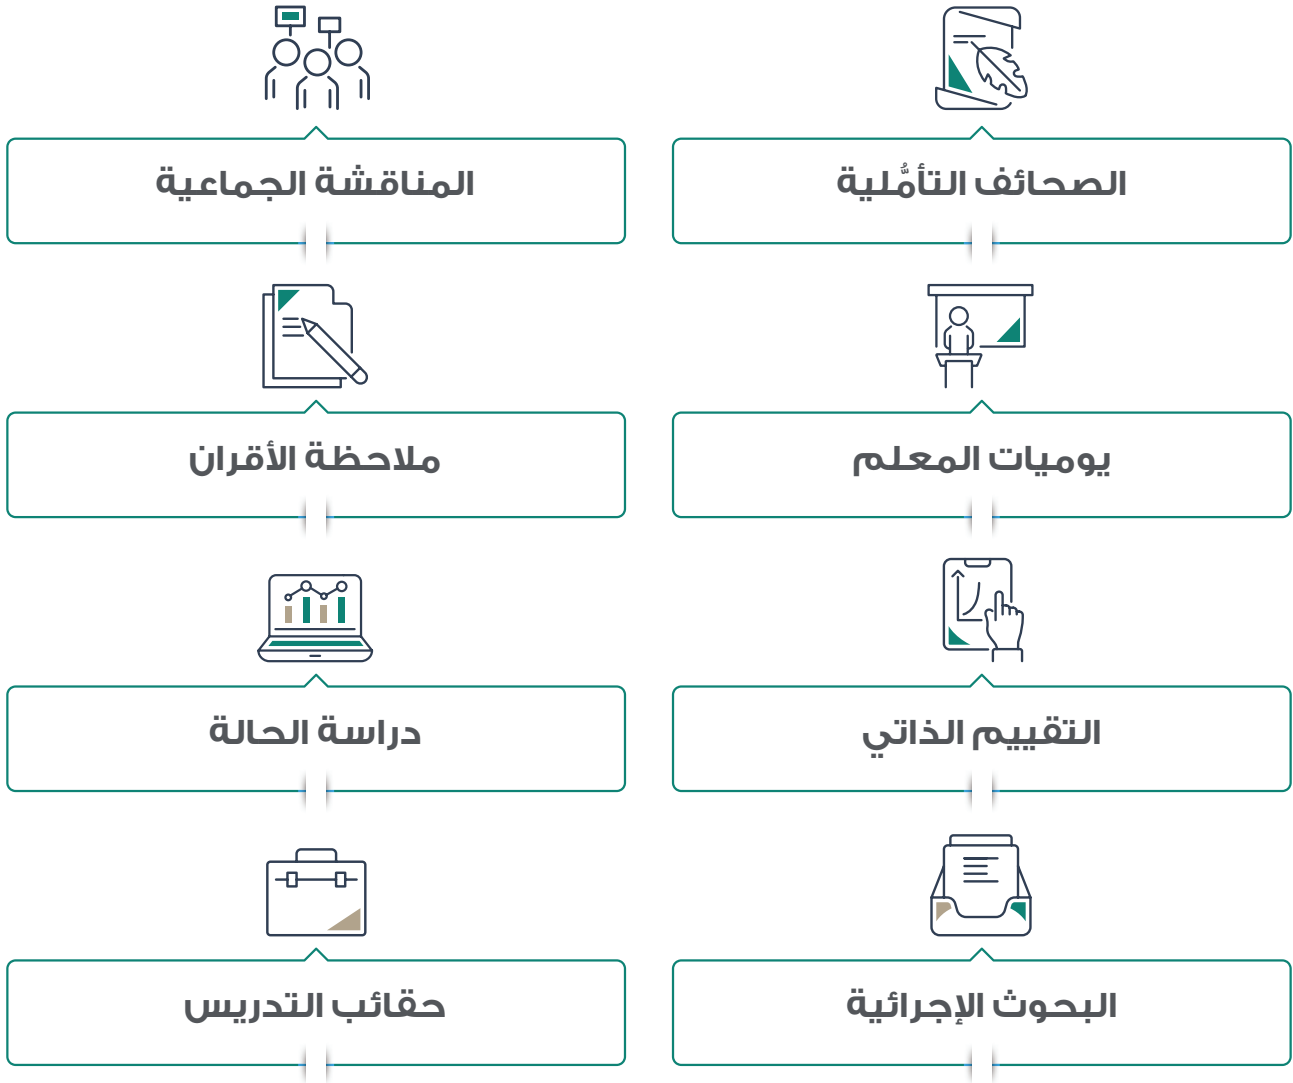 الصحائف التأمُّلية
المناقشة الجماعية
يوميات المعلم
ملاحظة الأقران
التقييم الذاتي
دراسة الحالة
البحوث الإجرائية
حقائب التدريس